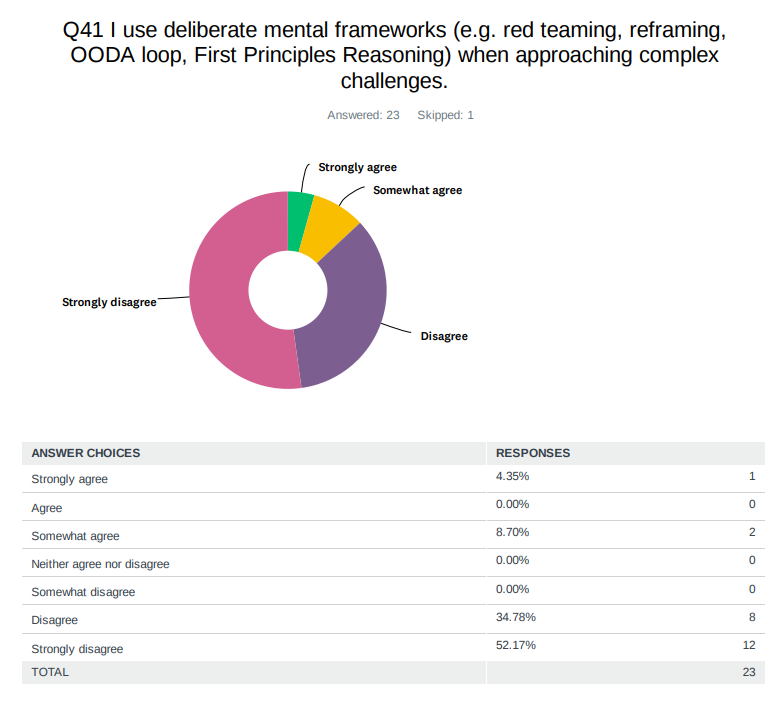 Q41 I use deliberate mental frameworks (e.g. red teaming, reframing,
OODA loop, First Principles Reasoning) when approaching complex
challenges.
Answered: 23 Skipped: 1
Strongly agree
Somewhat agree
Strongly disagree
Disagree
ANSWER CHOICES RESPONSES
Strongly agree 4.35% 1
Agree 0.00% 0
Somewhat agree 8.70% 2
Neither agree nor disagree 0.00% 0
Somewhat disagree 0.00% 0
Disagree 34.78% 8
Strongly disagree 52.17% 12
TOTAL 23